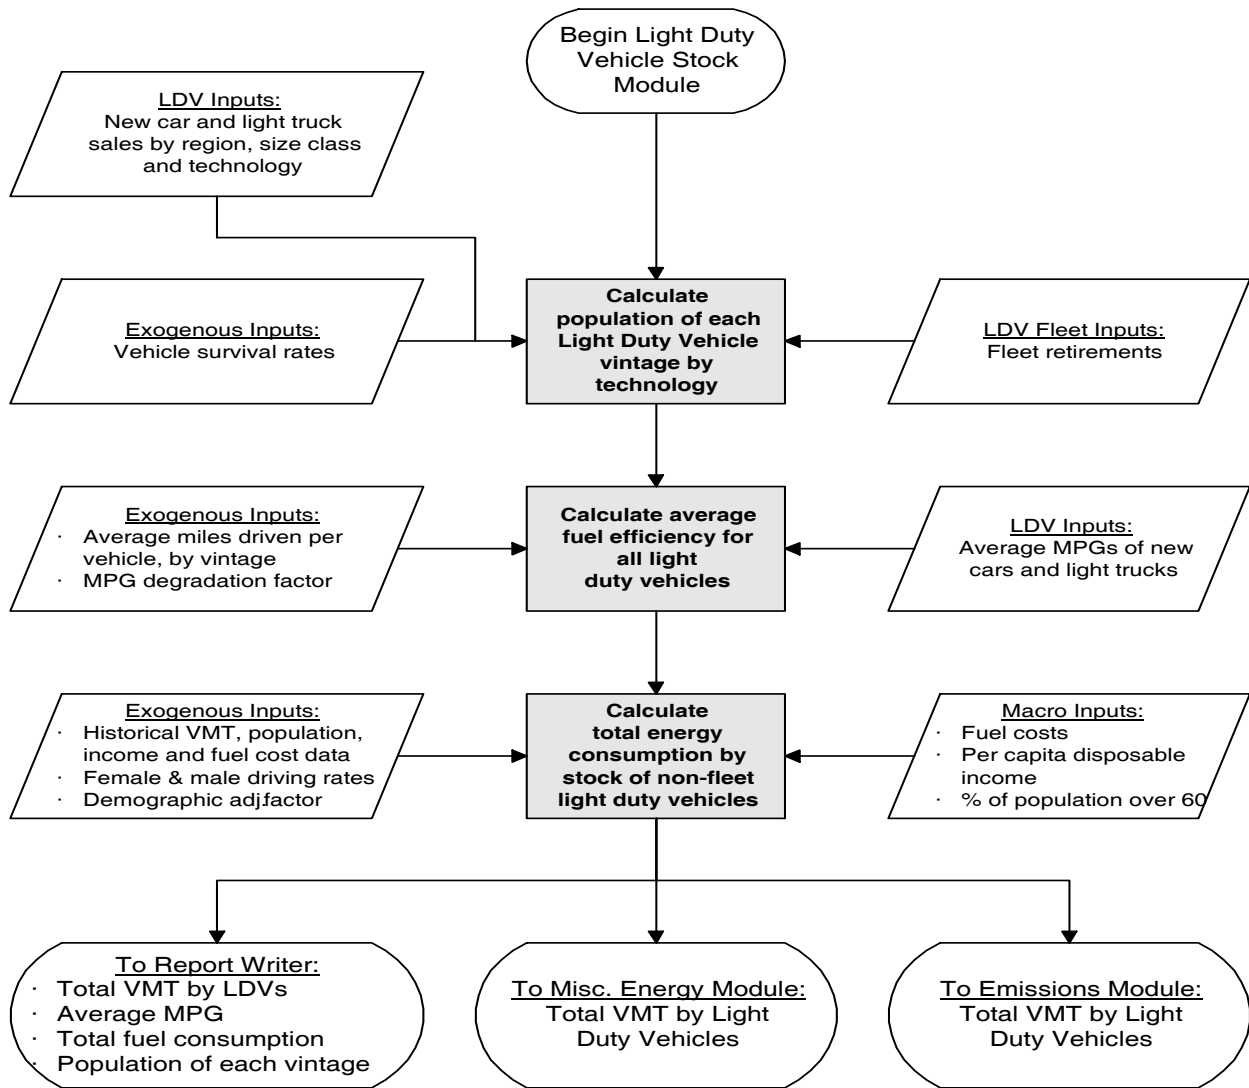 Begin Light Duty
Vehicle Stock
Module
LDV Inputs:
New car and light truck
sales by region, size class
and technology
Exogenous Inputs:
Vehicle survival rates
Calculate
population of each
Light Duty Vehicle
vintage by
technology
LDV Fleet Inputs:
Fleet retirements
Exogenous Inputs:
· Average miles driven per
vehicle, by vintage
· MPG degradation factor
Calculate average
fuel efficiency for
all light
duty vehicles
LDV Inputs:
Average MPGs of new
cars and light trucks
Exogenous Inputs:
· Historical VMT, population,
income and fuel cost data
· Female & male driving rates
· Demographic adj.factor
Calculate
total energy
consumption by
stock of non-fleet
light duty vehicles
Macro Inputs:
· Fuel costs
· Per capita disposable
income
· % of population over 60
To Report Writer:
· Total VMT by LDVs
· Average MPG
· Total fuel consumption
· Population of each vintage
To Misc. Energy Module:
Total VMT by Light
Duty Vehicles
To Emissions Module:
Total VMT by Light
Duty Vehicles